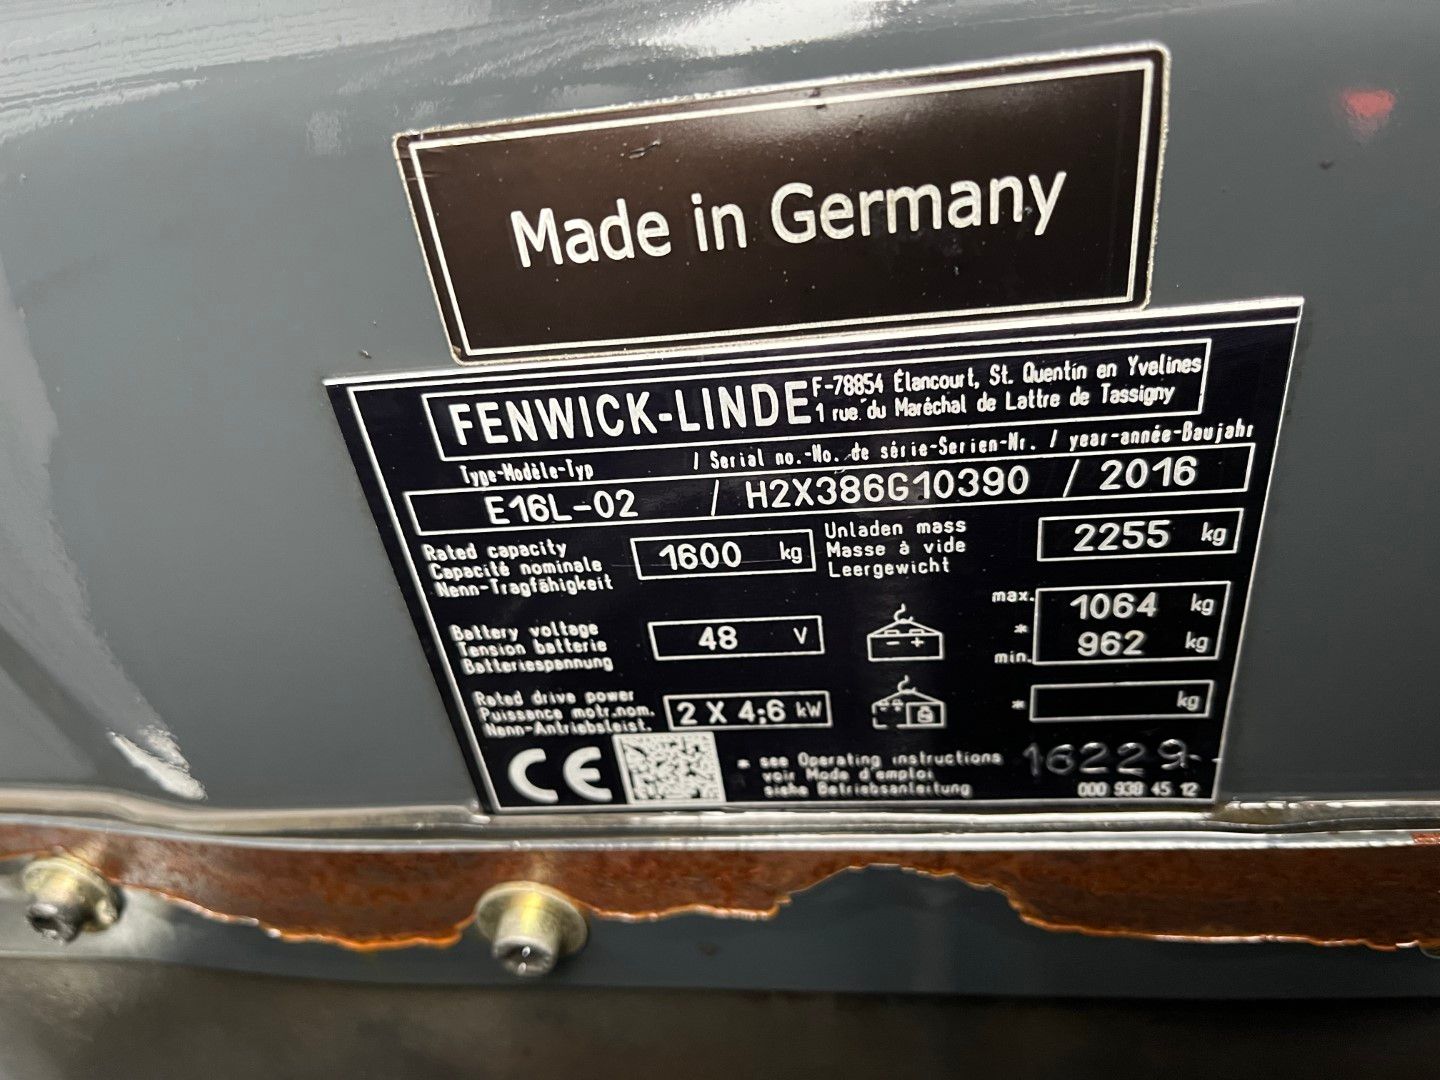 Made in Germany
FENWICK-LINDE F-78854 Élancourt, St. Quentin en Yvelines
1 rue du Maréchal de Lattre de Tassigny
Type-Modèle-Typ / Serial no.-No. de série-Serien-Nr. / year-année-Baujahr
E16L-02 / H2X386G10390 / 2016
Rated capacity
Capacité nominale
Nenn-Tragfähigkeit
1600 kg
Unladen mass
Masse à vide
Leergewicht
2255 kg
Battery voltage
Tension batterie
Batteriespannung
48 V
max. 1064 kg
*
min. 962 kg
Rated drive power
Puissance motr.nom.
Nenn-Antriebsleist.
2 X 4,6 kW
* kg
CE
* see Operating instructions
voir Mode d'emploi
siehe Betriebsanleitung
16229
000 938 45 12